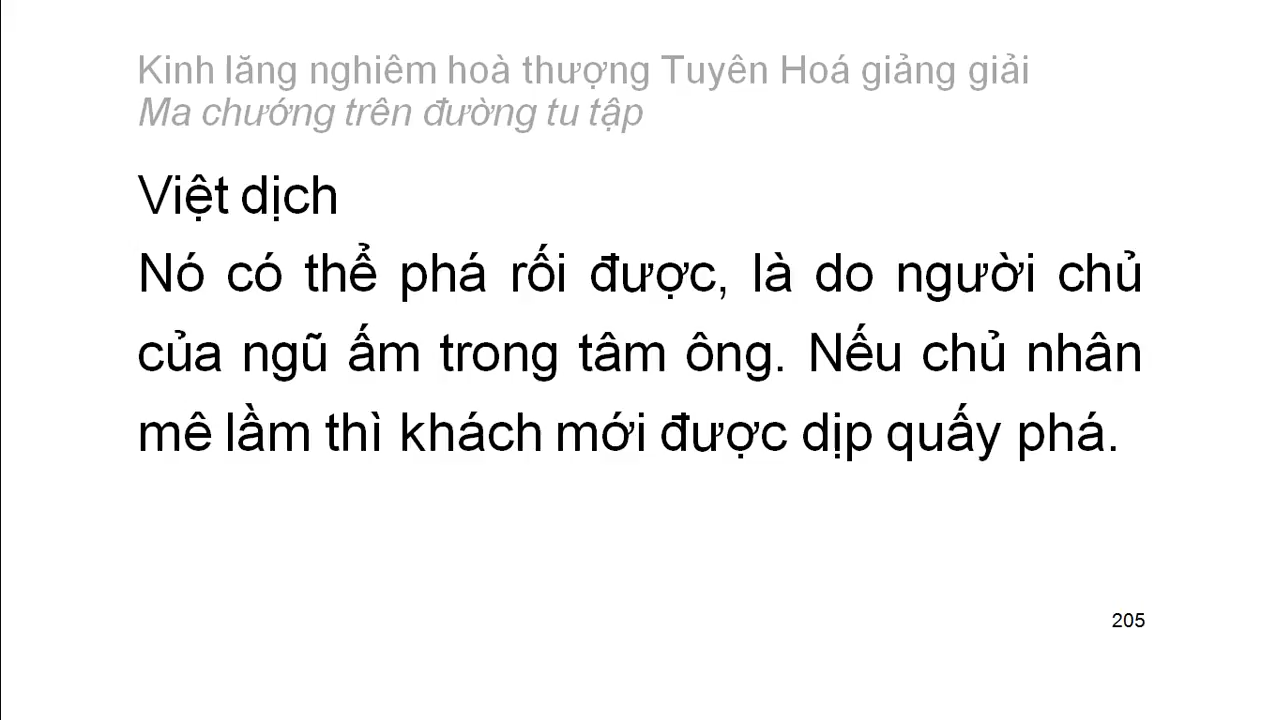 Kinh lăng nghiêm hoà thượng Tuyên Hoá giảng giải
Ma chướng trên đường tu tập
Việt dịch
Nó có thể phá rối được, là do người chủ
của ngũ ấm trong tâm ông. Nếu chủ nhân
mê lầm thì khách mới được dịp quấy phá.
205